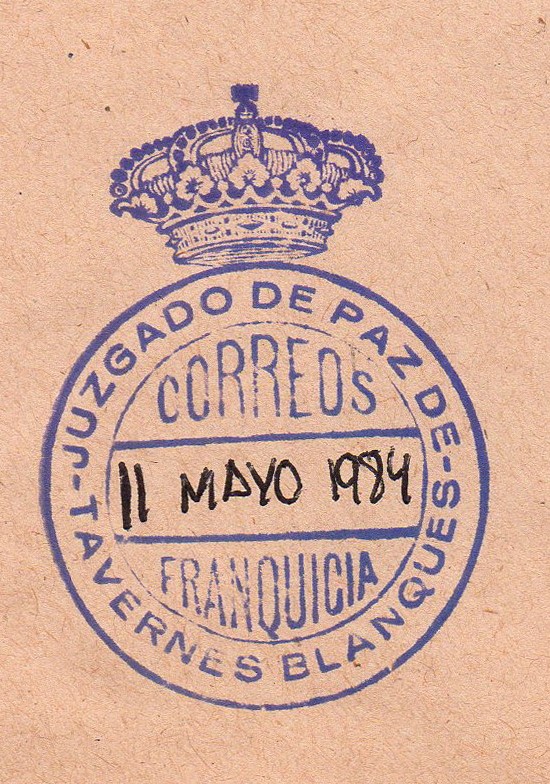 -JUZGADO DE PAZ DE-
CORREOS
11 MAYO 1984
FRANQUICIA
TAVERNES BLANQUES